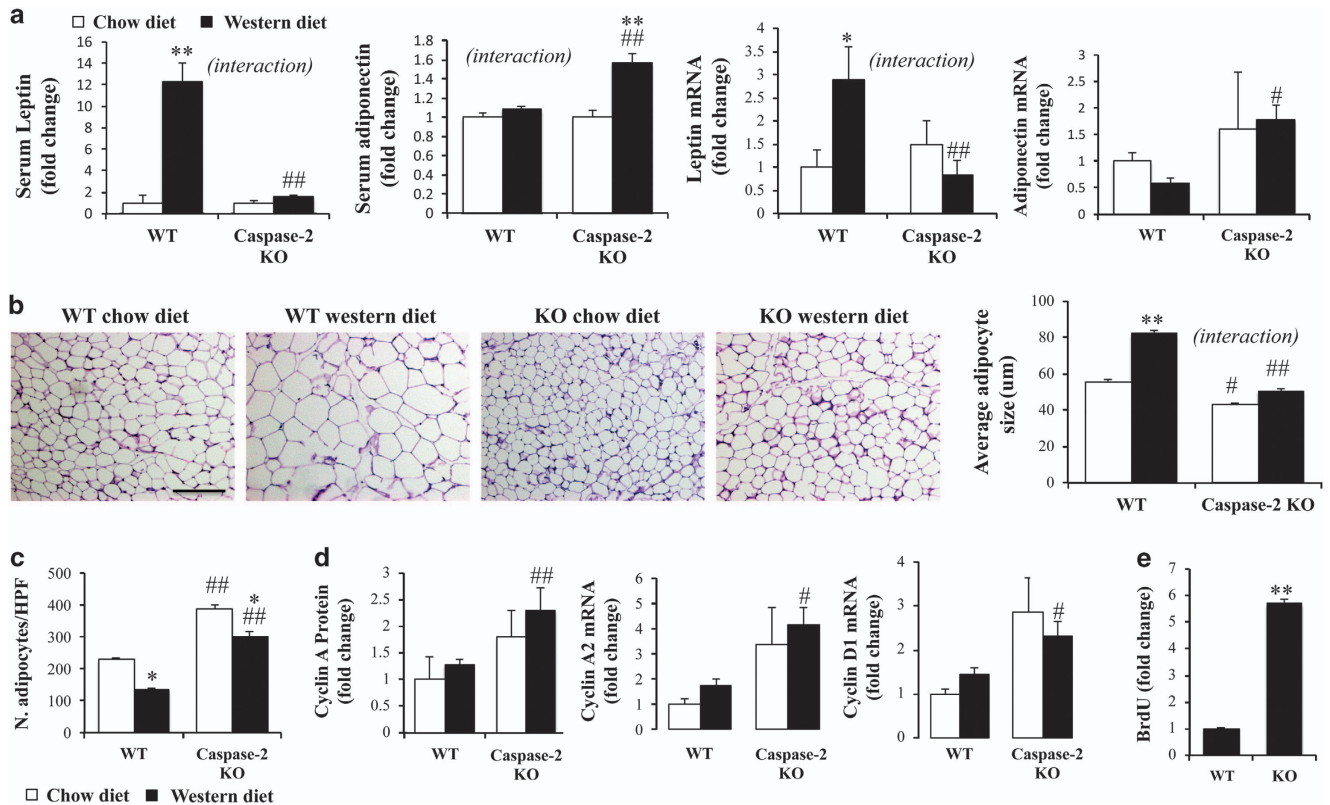 a
Chow diet Western diet
Serum Leptin
(fold change)
16
14
12
10
8
6
4
2
0
**
(interaction)
##
WT
Caspase-2
KO
Serum adiponectin
(fold change)
1.8
1.6
1.4
1.2
1
0.8
0.6
0.4
0.2
0
(interaction)
**
##
WT
Caspase-2
KO
Leptin mRNA
(fold change)
4
3.5
3
2.5
2
1.5
1
0.5
0
*
(interaction)
##
WT
Caspase-2
KO
Adiponectin mRNA
(fold change)
3
2.5
2
1.5
1
0.5
0
#
WT
Caspase-2
KO
b
WT chow diet
WT western diet
KO chow diet
KO western diet
Average adipocyte
size (um)
100
80
60
40
20
0
**
(interaction)
#
##
WT
Caspase-2 KO
c
N. adipocytes/HPF
500
400
300
200
100
0
*
##
*
##
WT
Caspase-2
KO
Chow diet Western diet
d
Cyclin A Protein
(fold change)
3
2.5
2
1.5
1
0.5
0
##
WT
Caspase-2
KO
Cyclin A2 mRNA
(fold change)
6
5
4
3
2
1
0
#
WT
Caspase-2
KO
Cyclin D1 mRNA
(fold change)
4
3
2
1
0
#
WT
Caspase-2
KO
e
BrdU (fold change)
7
6
5
4
3
2
1
0
**
WT
KO